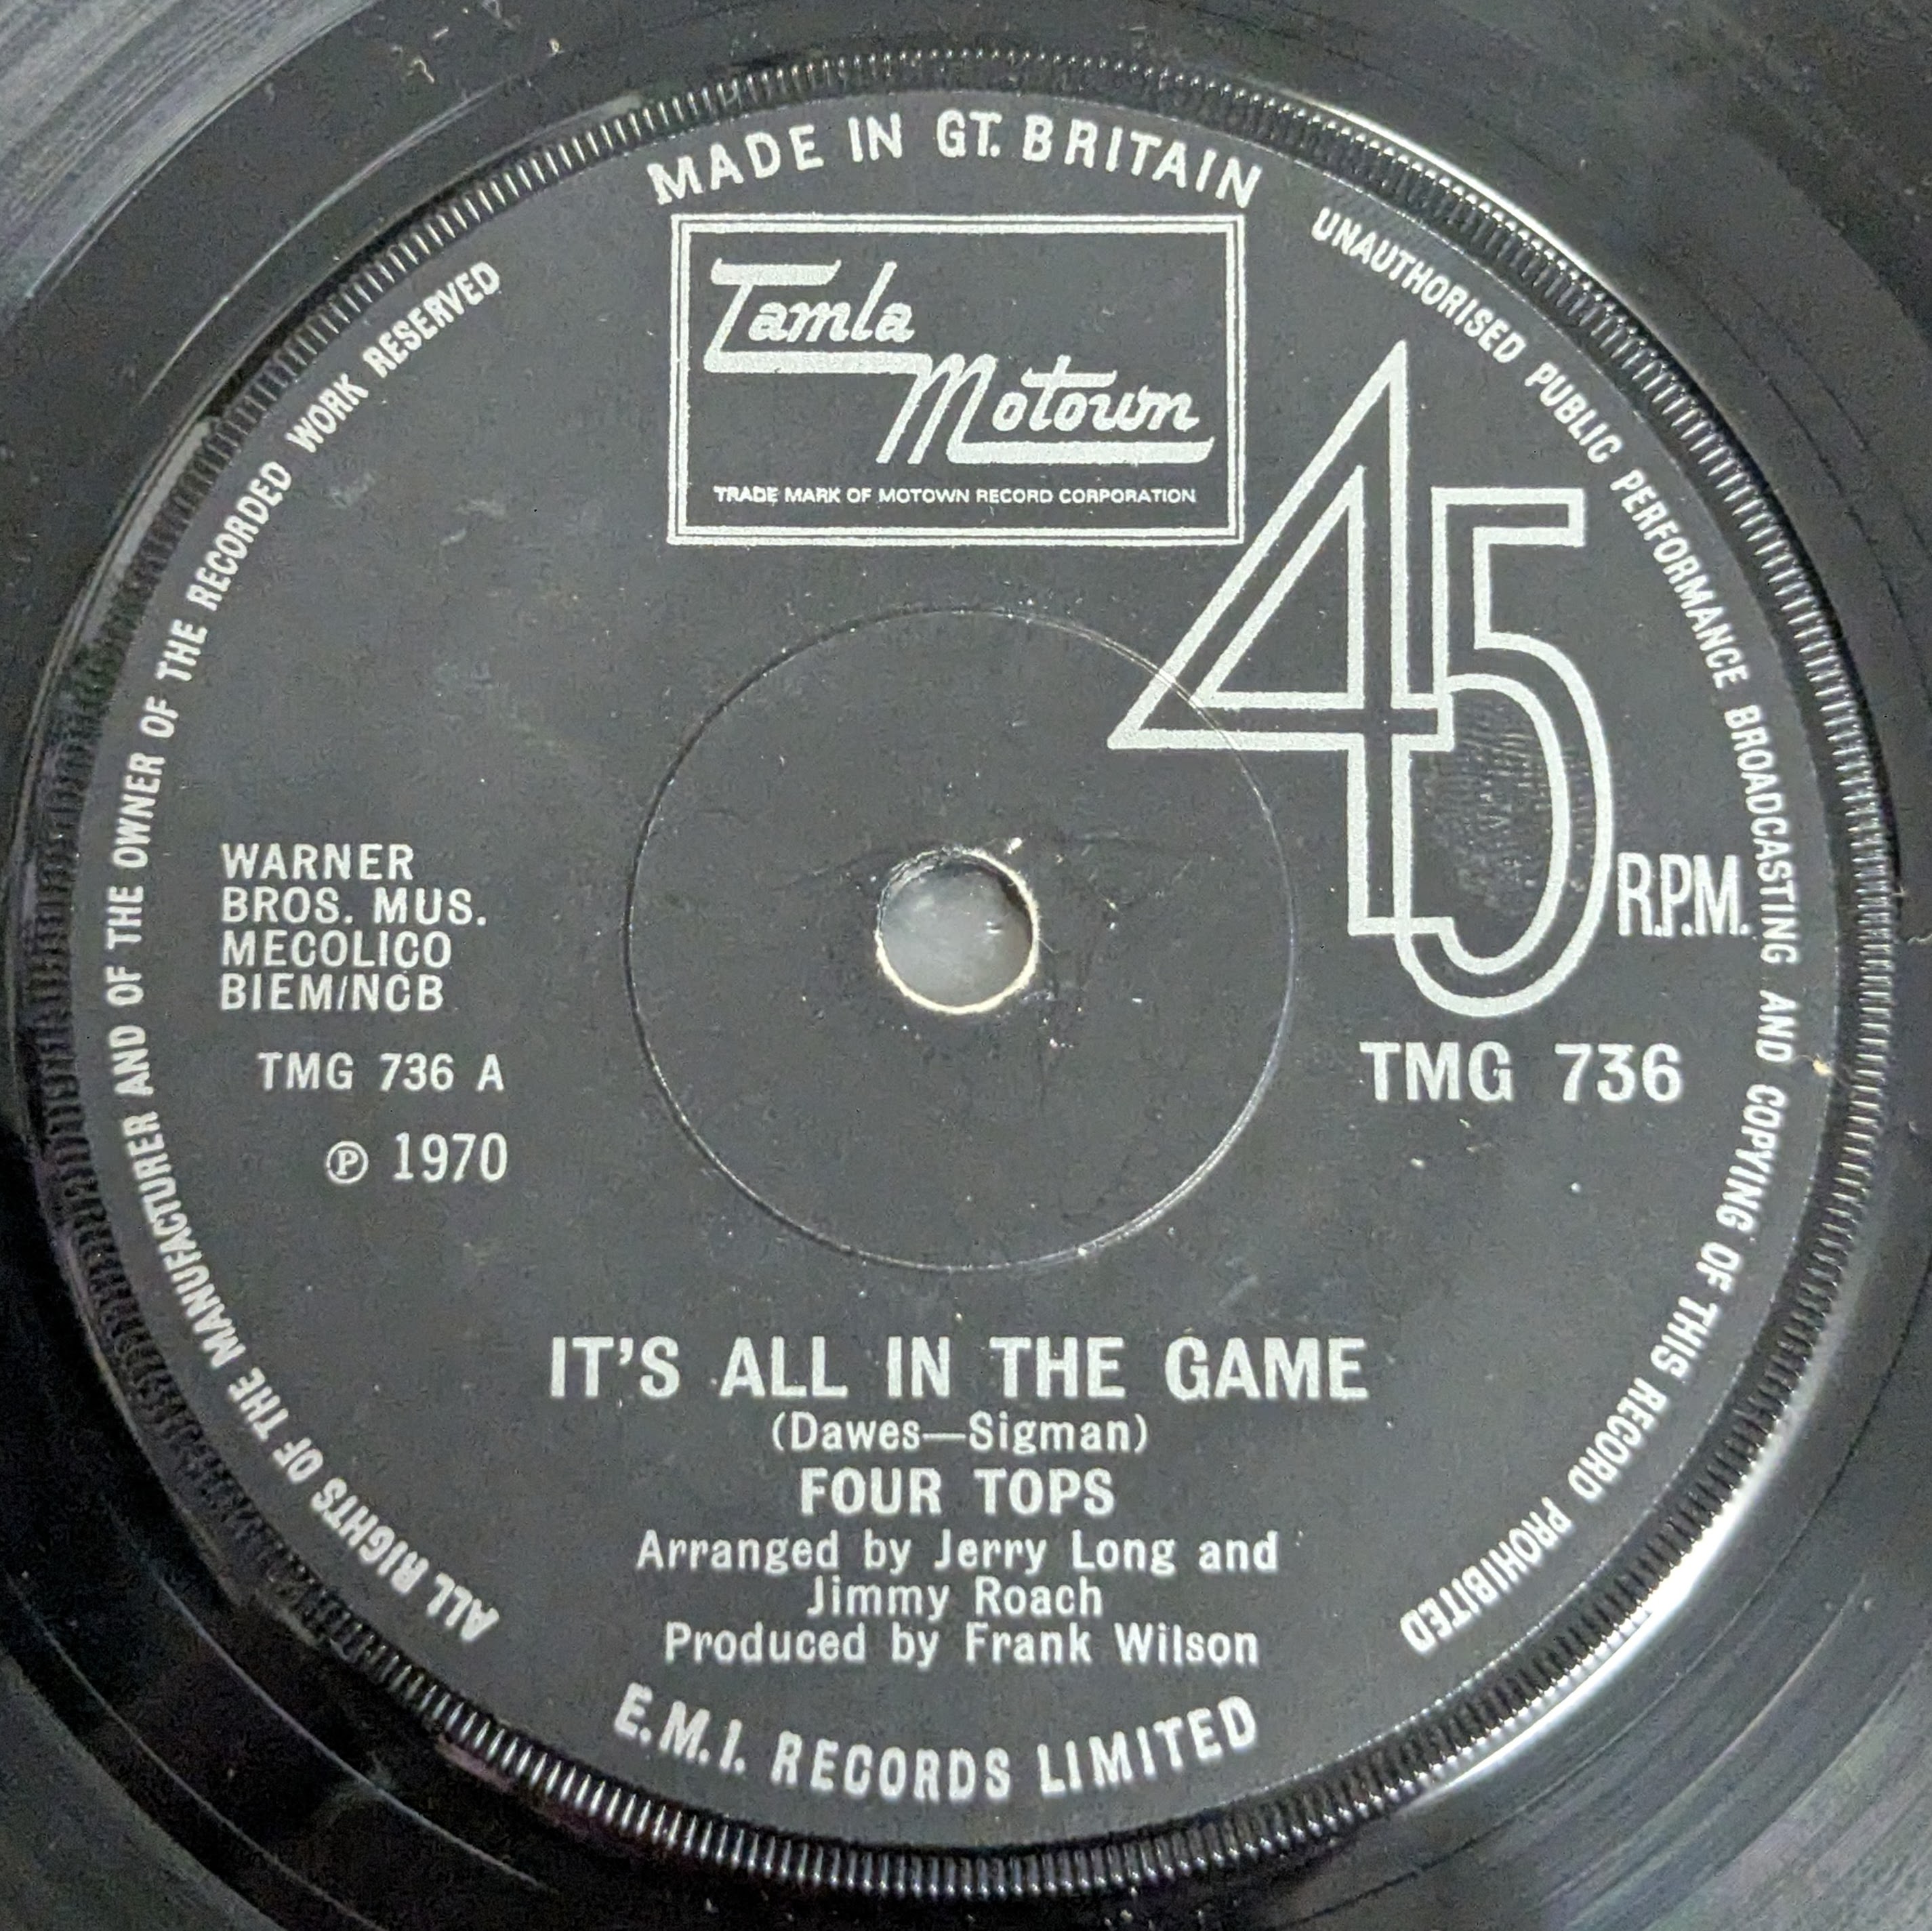 MADE IN GT. BRITAIN
Tamla
Motown
TRADE MARK OF MOTOWN RECORD CORPORATION
45
R.P.M.
WARNER
BROS. MUS.
MECOLICO
BIEM/NCB
TMG 736 A
℗ 1970
TMG 736
IT'S ALL IN THE GAME
(Dawes—Sigman)
FOUR TOPS
Arranged by Jerry Long and
Jimmy Roach
Produced by Frank Wilson
E.M.I. RECORDS LIMITED
ALL RIGHTS OF THE MANUFACTURER AND OF THE OWNER OF THE RECORDED WORK RESERVED
UNAUTHORISED PUBLIC PERFORMANCE BROADCASTING AND COPYING OF THIS RECORD PROHIBITED